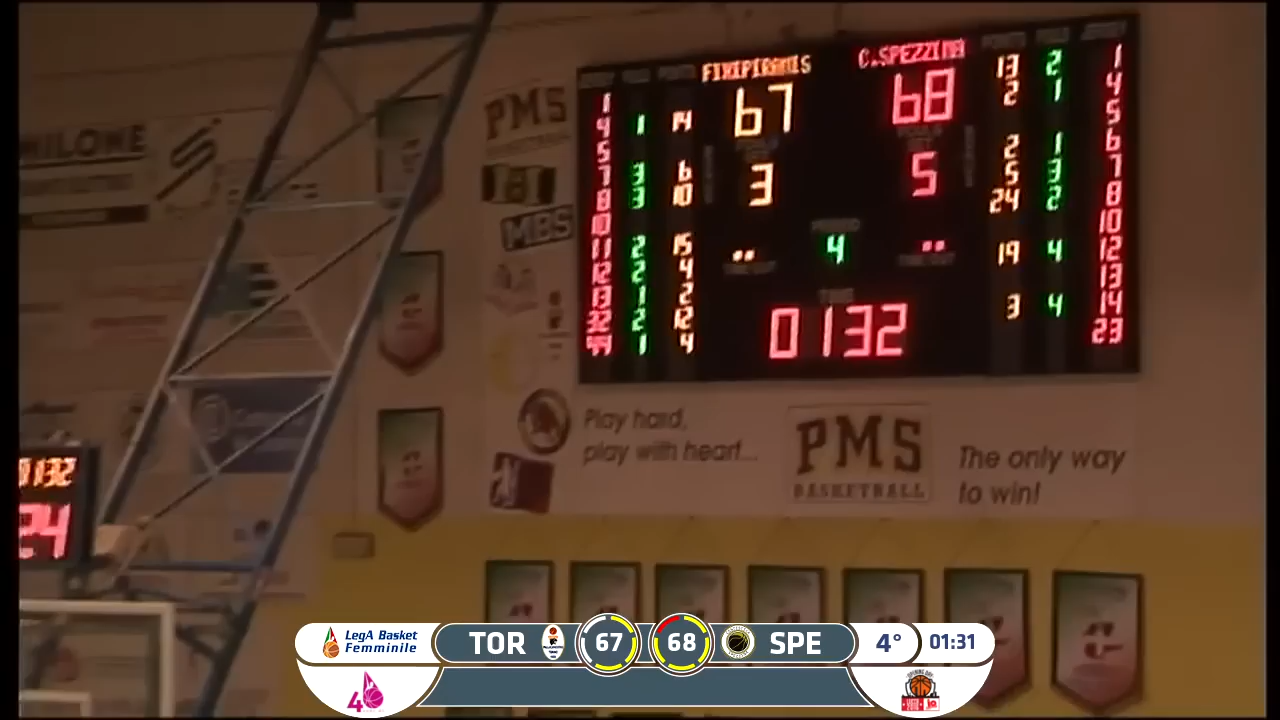 FIXEPIRAMIS
C.SPEZZINA
67
68
3
5
4
0132
1
4 1 14
5
7 3 6
8 3 10
10
11 2 15
12 2 4
13 1 2
32 2 12
99 1 4
13 2 1
2 1 4
5
2 1 6
5 3 7
24 2 8
10
19 4 12
13
3 4 14
23
MILONE
PMS
MBS
0132
24
Play hard,
play with heart...
PMS
BASKETBALL
The only way
to win!
LegA Basket
Femminile
TOR
67
68
SPE
4°
01:31
4